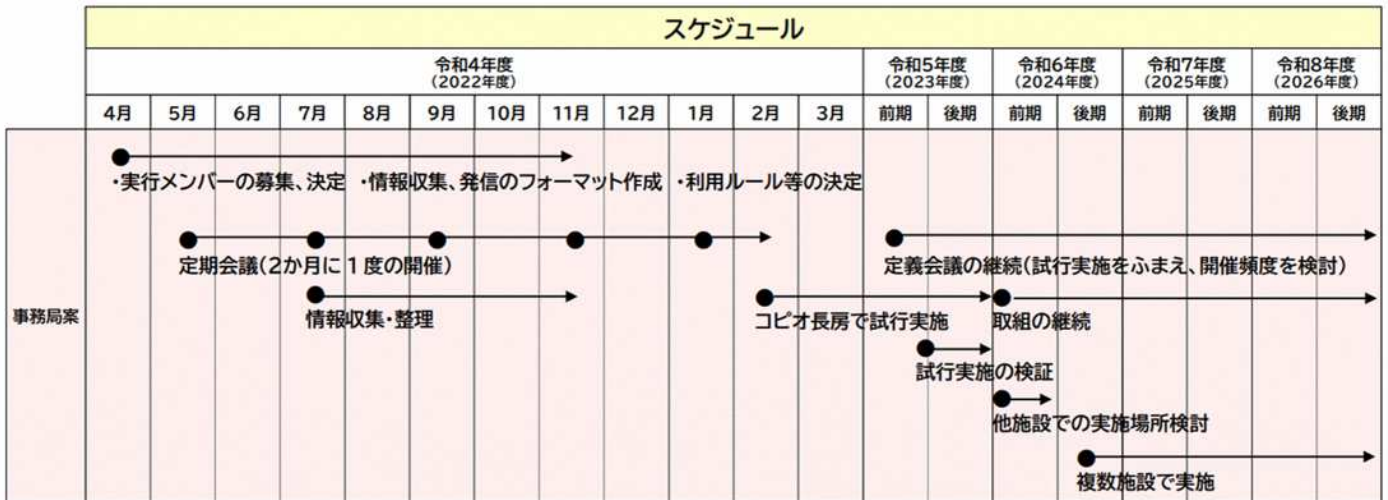 スケジュール
令和4年度
(2022年度)
令和5年度
(2023年度)
令和6年度
(2024年度)
令和7年度
(2025年度)
令和8年度
(2026年度)
4月 5月 6月 7月 8月 9月 10月 11月 12月 1月 2月 3月 前期 後期 前期 後期 前期 後期 前期 後期
事務局案
・実行メンバーの募集、決定 ・情報収集、発信のフォーマット作成 ・利用ルール等の決定
定期会議(2か月に1度の開催)
定義会議の継続(試行実施をふまえ、開催頻度を検討)
情報収集・整理
コピオ長房で試行実施
取組の継続
試行実施の検証
他施設での実施場所検討
複数施設で実施